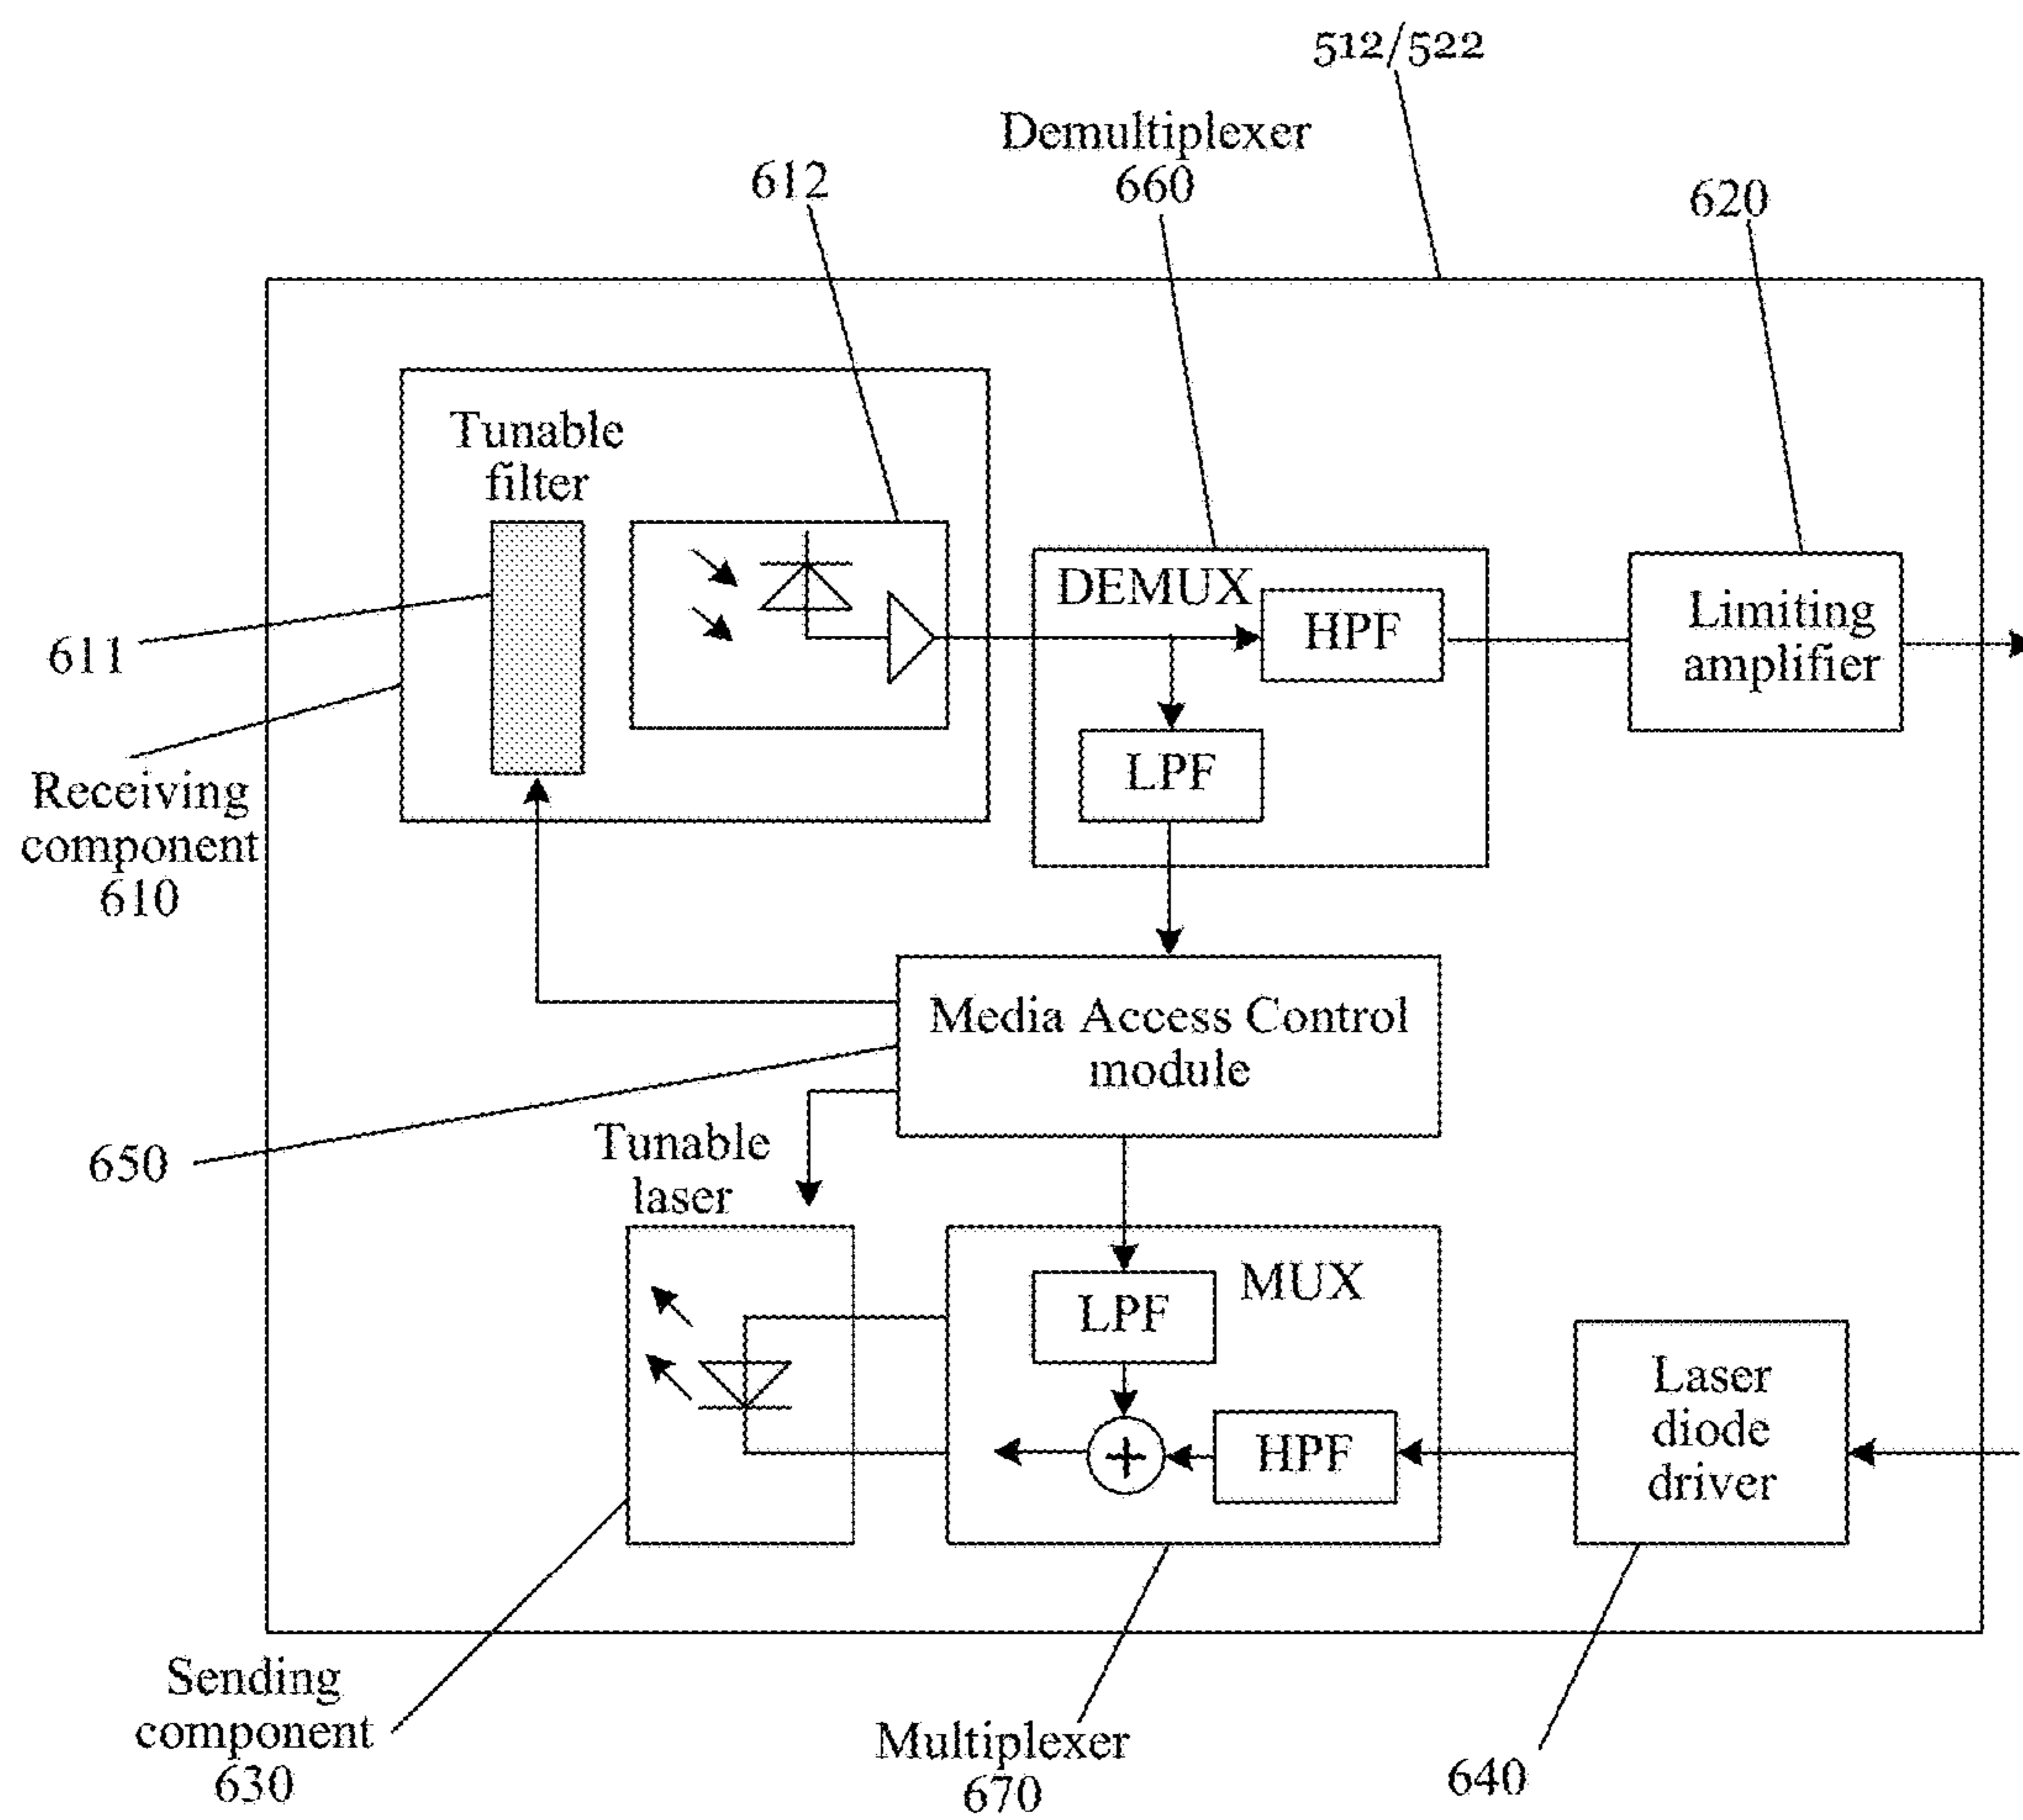 512/522
Demultiplexer
660
612
620
Tunable
filter
DEMUX
HPF
Limiting
amplifier
611
LPF
Receiving
component
610
Media Access Control
module
650
Tunable
laser
MUX
LPF
HPF
Laser
diode
driver
Sending
component
630
Multiplexer
670
640